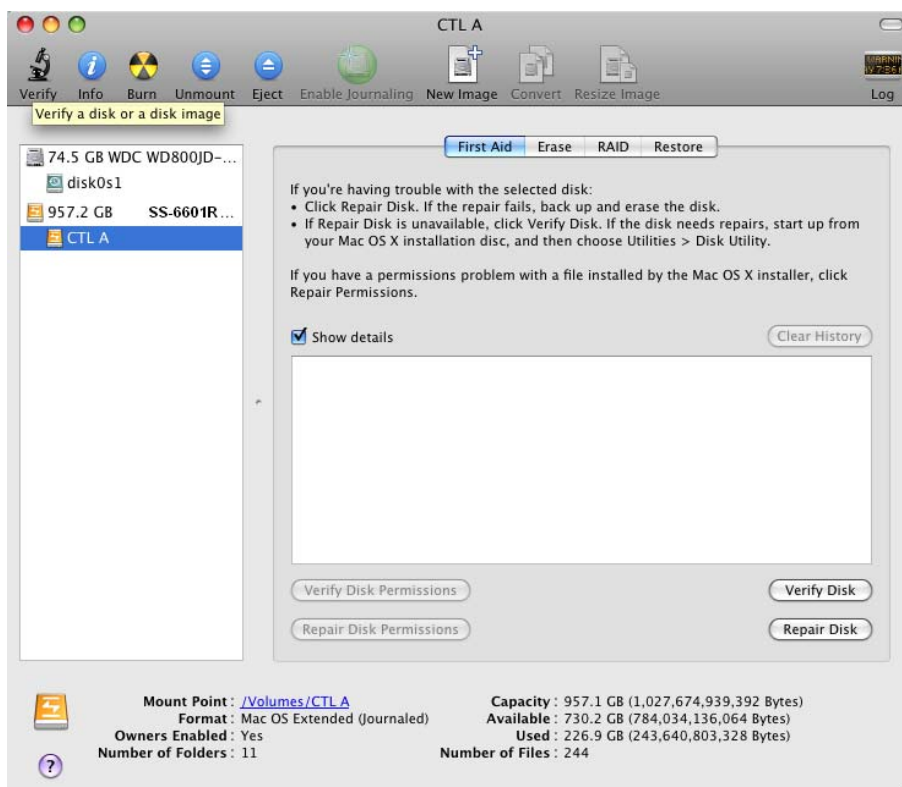 CTL A
Verify Info Burn Unmount Eject Enable Journaling New Image Convert Resize Image Log
Verify a disk or a disk image
First Aid Erase RAID Restore
74.5 GB WDC WD800JD-...
disk0s1
957.2 GB SS-6601R...
CTL A
If you're having trouble with the selected disk:
• Click Repair Disk. If the repair fails, back up and erase the disk.
• If Repair Disk is unavailable, click Verify Disk. If the disk needs repairs, start up from
your Mac OS X installation disc, and then choose Utilities > Disk Utility.
If you have a permissions problem with a file installed by the Mac OS X installer, click
Repair Permissions.
Show details
Clear History
Verify Disk Permissions
Verify Disk
Repair Disk Permissions
Repair Disk
Mount Point : /Volumes/CTL A
Format : Mac OS Extended (Journaled)
Owners Enabled : Yes
Number of Folders : 11
Capacity : 957.1 GB (1,027,674,939,392 Bytes)
Available : 730.2 GB (784,034,136,064 Bytes)
Used : 226.9 GB (243,640,803,328 Bytes)
Number of Files : 244
?